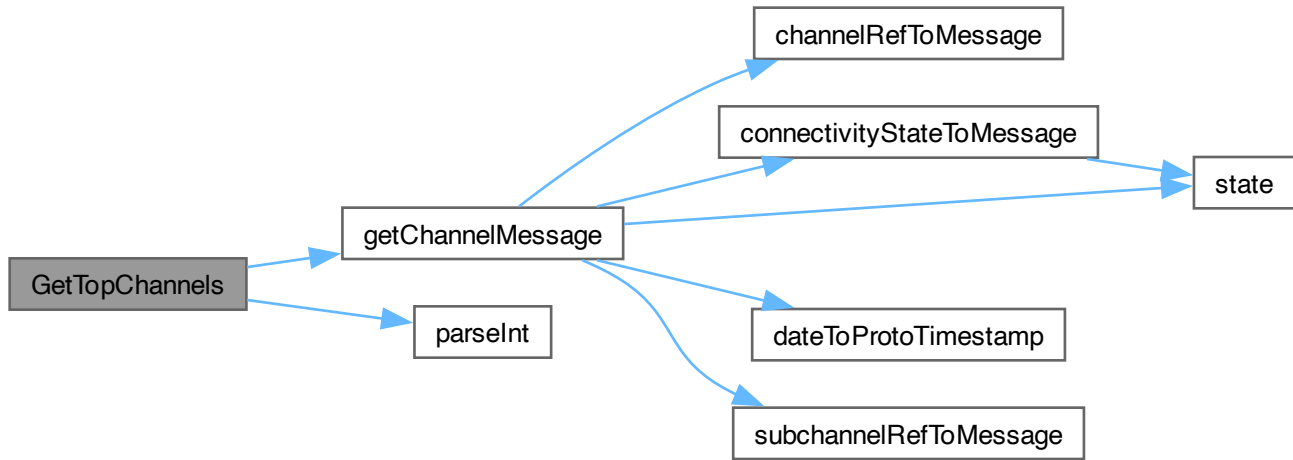 channelRefToMessage
connectivityStateToMessage
state
getChannelMessage
GetTopChannels
parseInt
dateToProtoTimestamp
subchannelRefToMessage